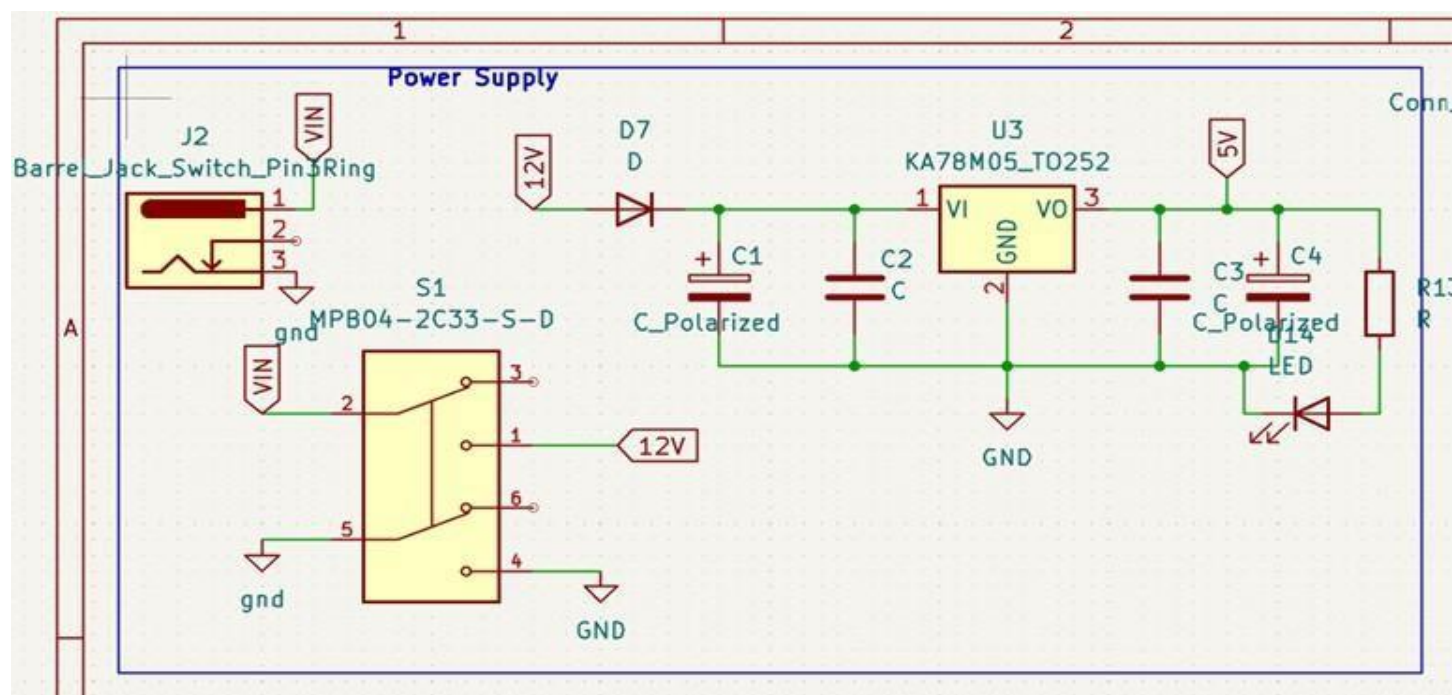 1
2
Power Supply
Conn_
J2
Barrel_Jack_Switch_Pin3Ring
VIN
1
2
3
gnd
12V
D7
D
U3
KA78M05_TO252
1
VI
VO
3
GND
2
5V
+
C1
C_Polarized
C2
C
C3
C
+
C4
C_Polarized
R13
R
D14
LED
GND
A
S1
MPB04-2C33-S-D
VIN
2
3
1
12V
6
5
4
gnd
GND